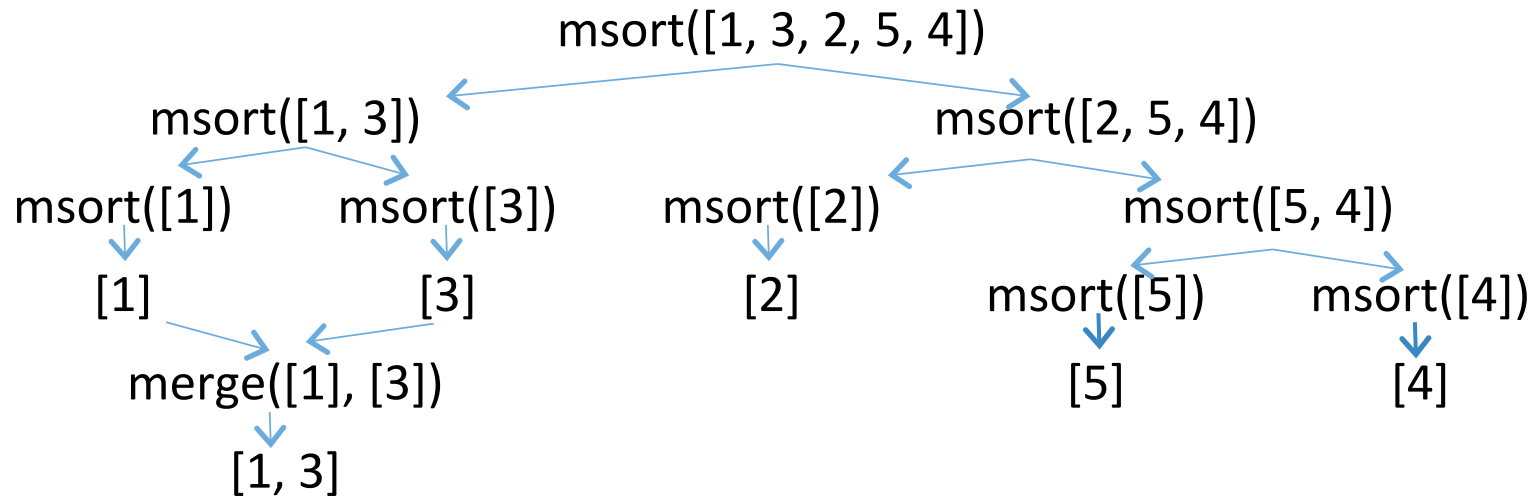 msort([1, 3, 2, 5, 4])
msort([1, 3])
msort([2, 5, 4])
msort([1])
msort([3])
msort([2])
msort([5, 4])
[1]
[3]
[2]
msort([5])
msort([4])
merge([1], [3])
[5]
[4]
[1, 3]